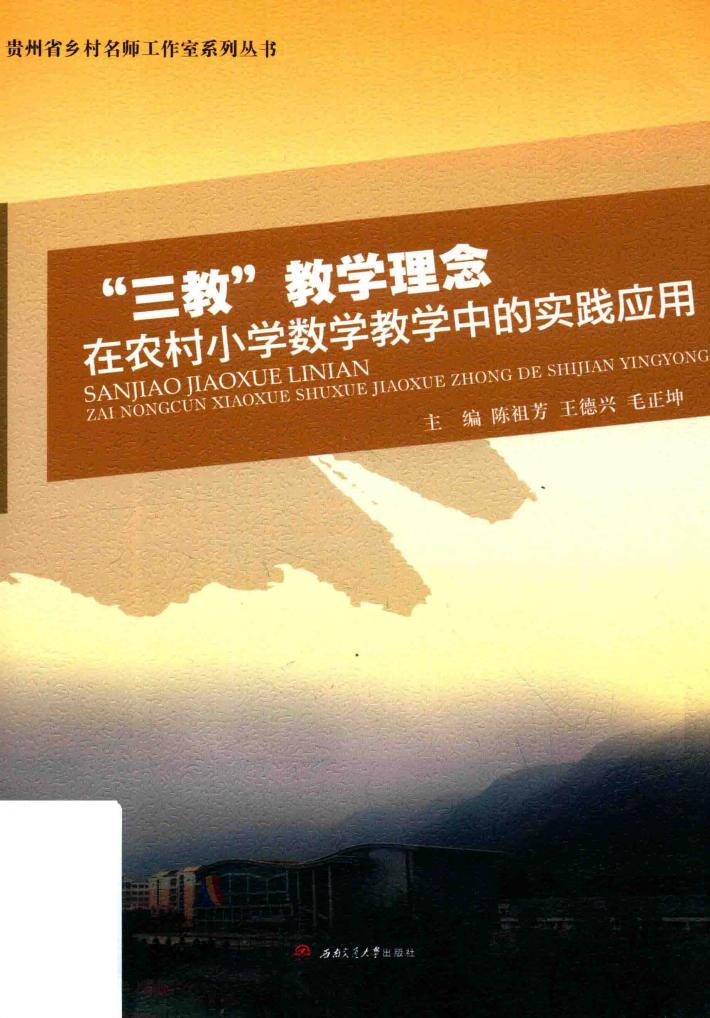 贵州省乡村名师工作室系列丛书
“三教”教学理念
在农村小学数学教学中的实践应用
SANJIAO JIAOXUE LINIAN
ZAI NONGCUN XIAOXUE SHUXUE JIAOXUE ZHONG DE SHIJIAN YINGYONG
主 编 陈祖芳 王德兴 毛正坤
西南交通大学出版社